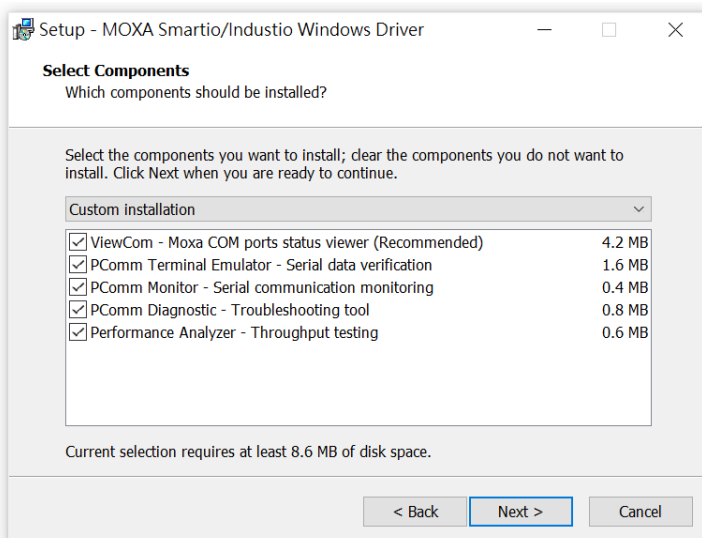 Setup - MOXA Smartio/Industio Windows Driver
Select Components
Which components should be installed?
Select the components you want to install; clear the components you do not want to
install. Click Next when you are ready to continue.
Custom installation
ViewCom - Moxa COM ports status viewer (Recommended) 4.2 MB
PComm Terminal Emulator - Serial data verification 1.6 MB
PComm Monitor - Serial communication monitoring 0.4 MB
PComm Diagnostic - Troubleshooting tool 0.8 MB
Performance Analyzer - Throughput testing 0.6 MB
Current selection requires at least 8.6 MB of disk space.
< Back Next > Cancel